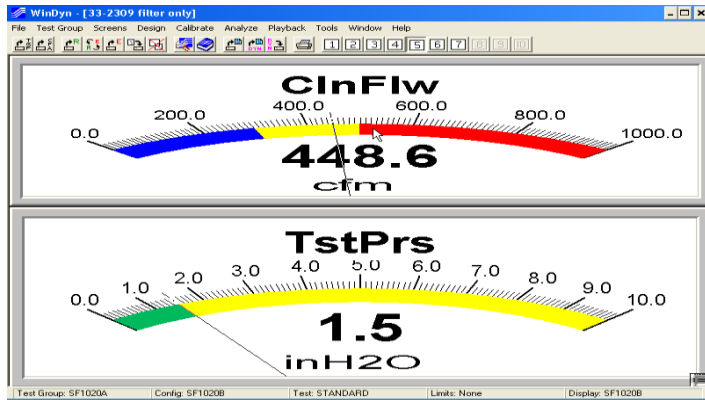 WinDyn - [33-2309 filter only]
File Test Group Screens Design Calibrate Analyze Playback Tools Window Help
1 2 3 4 5 6 7 8 9 10
ClnFlw
0.0 200.0 400.0 600.0 800.0 1000.0
448.6
cfm
TstPrs
0.0 1.0 2.0 3.0 4.0 5.0 6.0 7.0 8.0 9.0 10.0
1.5
inH2O
Test Group: SF1020A Config: SF1020B Test: STANDARD Limits: None Display: SF1020B